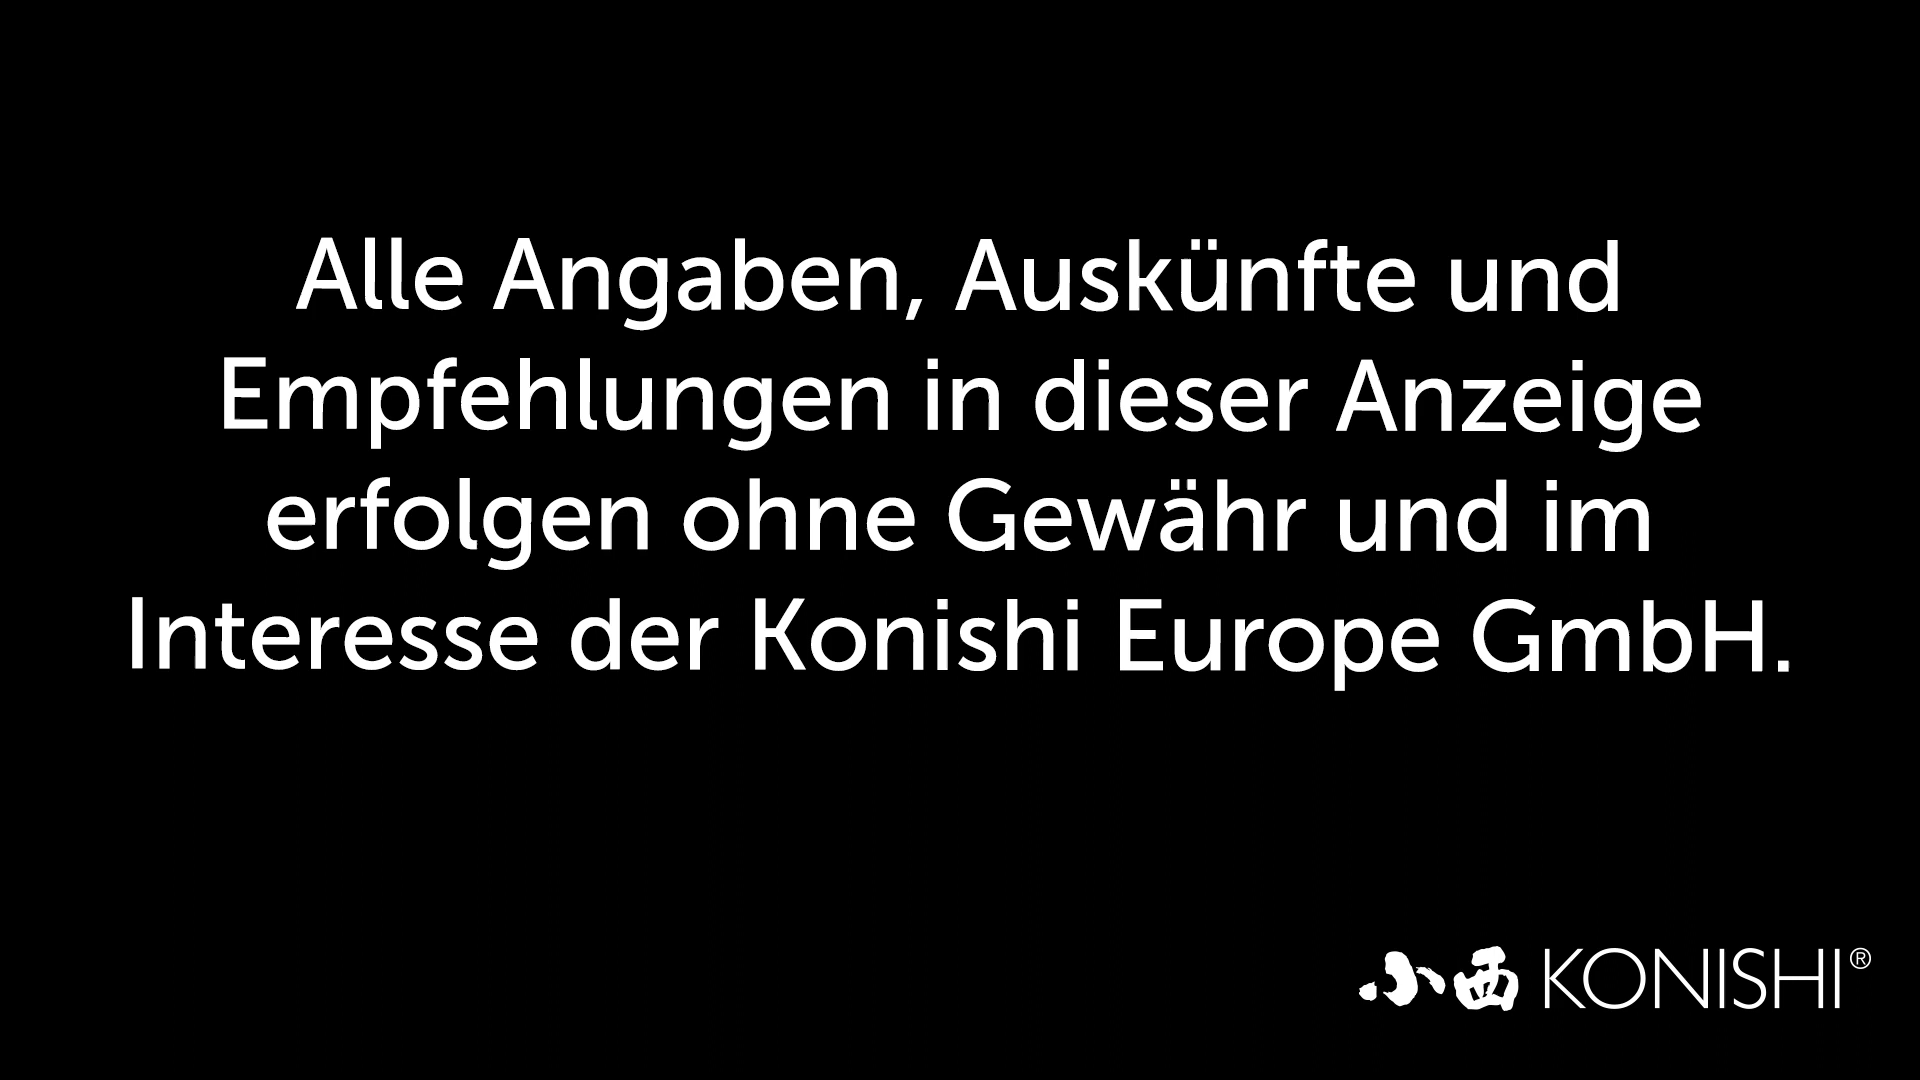 Alle Angaben, Auskünfte und
Empfehlungen in dieser Anzeige
erfolgen ohne Gewähr und im
Interesse der Konishi Europe GmbH.
小西 KONISHI®